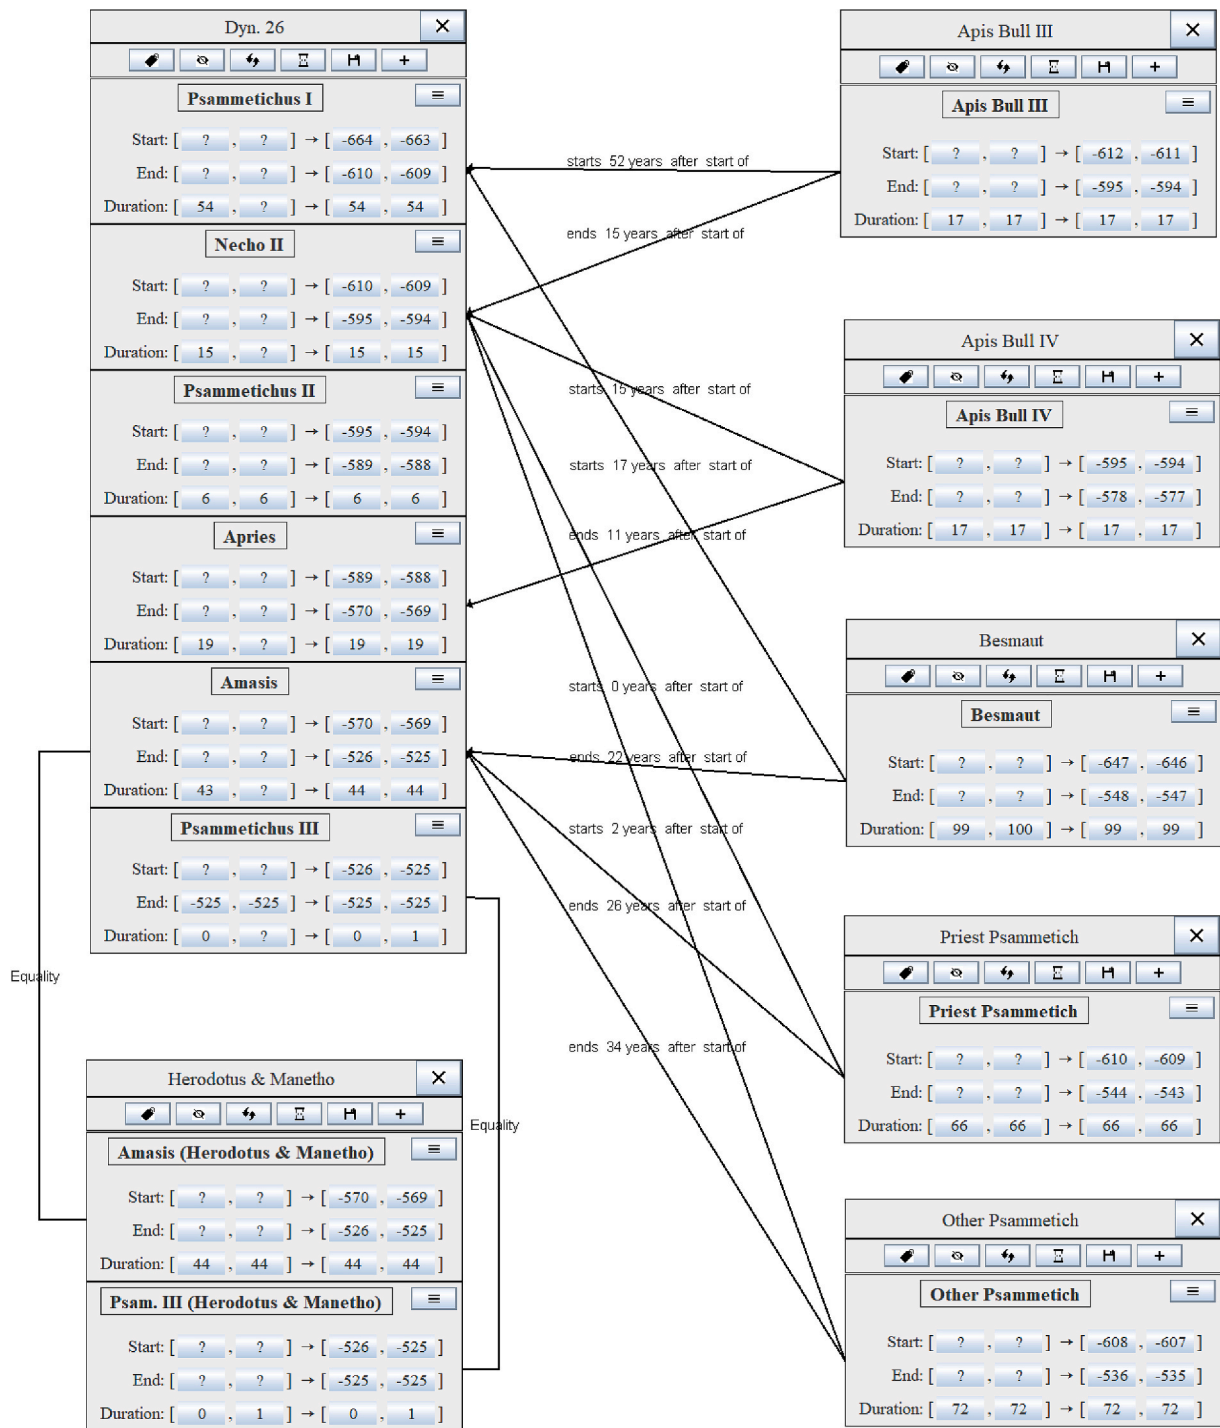 Dyn. 26
Psammetichus I
Start: [ ? , ? ] → [ -664 , -663 ]
End: [ ? , ? ] → [ -610 , -609 ]
Duration: [ 54 , ? ] → [ 54 , 54 ]
Necho II
Start: [ ? , ? ] → [ -610 , -609 ]
End: [ ? , ? ] → [ -595 , -594 ]
Duration: [ 15 , ? ] → [ 15 , 15 ]
Psammetichus II
Start: [ ? , ? ] → [ -595 , -594 ]
End: [ ? , ? ] → [ -589 , -588 ]
Duration: [ 6 , 6 ] → [ 6 , 6 ]
Apries
Start: [ ? , ? ] → [ -589 , -588 ]
End: [ ? , ? ] → [ -570 , -569 ]
Duration: [ 19 , ? ] → [ 19 , 19 ]
Amasis
Start: [ ? , ? ] → [ -570 , -569 ]
End: [ ? , ? ] → [ -526 , -525 ]
Duration: [ 43 , ? ] → [ 44 , 44 ]
Psammetichus III
Start: [ ? , ? ] → [ -526 , -525 ]
End: [ -525 , -525 ] → [ -525 , -525 ]
Duration: [ 0 , ? ] → [ 0 , 1 ]
Equality
Herodotus & Manetho
Equality
Amasis (Herodotus & Manetho)
Start: [ ? , ? ] → [ -570 , -569 ]
End: [ ? , ? ] → [ -526 , -525 ]
Duration: [ 44 , 44 ] → [ 44 , 44 ]
Psam. III (Herodotus & Manetho)
Start: [ ? , ? ] → [ -526 , -525 ]
End: [ ? , ? ] → [ -525 , -525 ]
Duration: [ 0 , 1 ] → [ 0 , 1 ]
starts 52 years after start of
ends 15 years after start of
starts 15 years after start of
starts 17 years after start of
ends 11 years after start of
starts 0 years after start of
ends 22 years after start of
starts 2 years after start of
ends 26 years after start of
ends 34 years after start of
Apis Bull III
Apis Bull III
Start: [ ? , ? ] → [ -612 , -611 ]
End: [ ? , ? ] → [ -595 , -594 ]
Duration: [ 17 , 17 ] → [ 17 , 17 ]
Apis Bull IV
Apis Bull IV
Start: [ ? , ? ] → [ -595 , -594 ]
End: [ ? , ? ] → [ -578 , -577 ]
Duration: [ 17 , 17 ] → [ 17 , 17 ]
Besmaut
Besmaut
Start: [ ? , ? ] → [ -647 , -646 ]
End: [ ? , ? ] → [ -548 , -547 ]
Duration: [ 99 , 100 ] → [ 99 , 99 ]
Priest Psammetich
Priest Psammetich
Start: [ ? , ? ] → [ -610 , -609 ]
End: [ ? , ? ] → [ -544 , -543 ]
Duration: [ 66 , 66 ] → [ 66 , 66 ]
Other Psammetich
Other Psammetich
Start: [ ? , ? ] → [ -608 , -607 ]
End: [ ? , ? ] → [ -536 , -535 ]
Duration: [ 72 , 72 ] → [ 72 , 72 ]